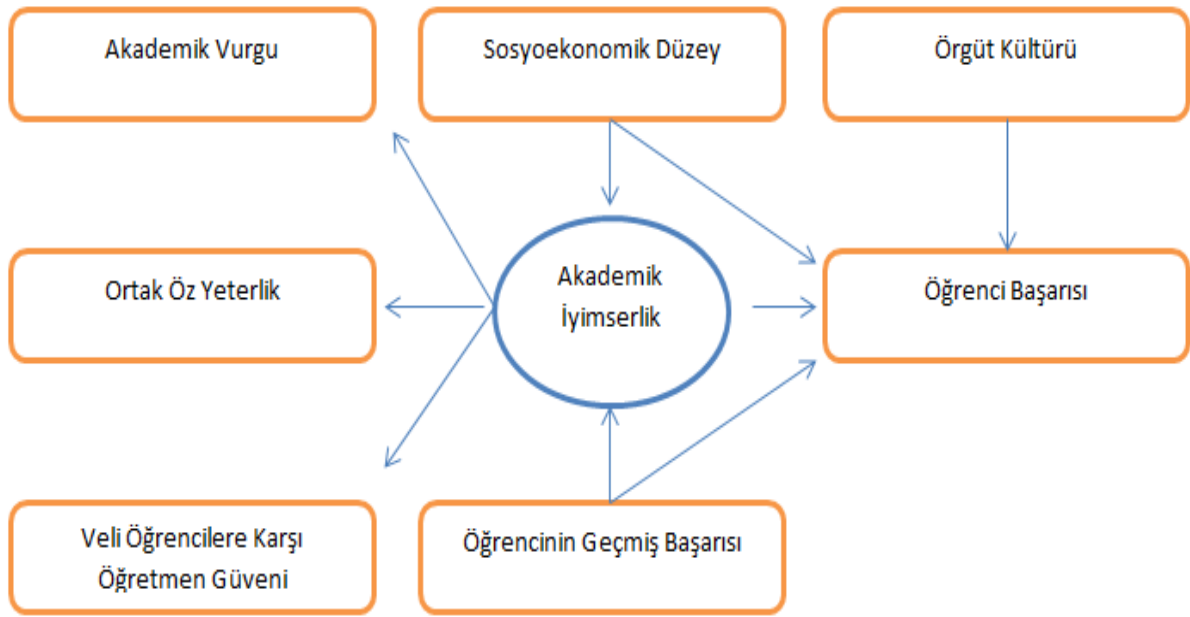 Akademik Vurgu
Sosyoekonomik Düzey
Örgüt Kültürü
Ortak Öz Yeterlik
Akademik
İyimserlik
Öğrenci Başarısı
Veli Öğrencilere Karşı
Öğretmen Güveni
Öğrencinin Geçmiş Başarısı